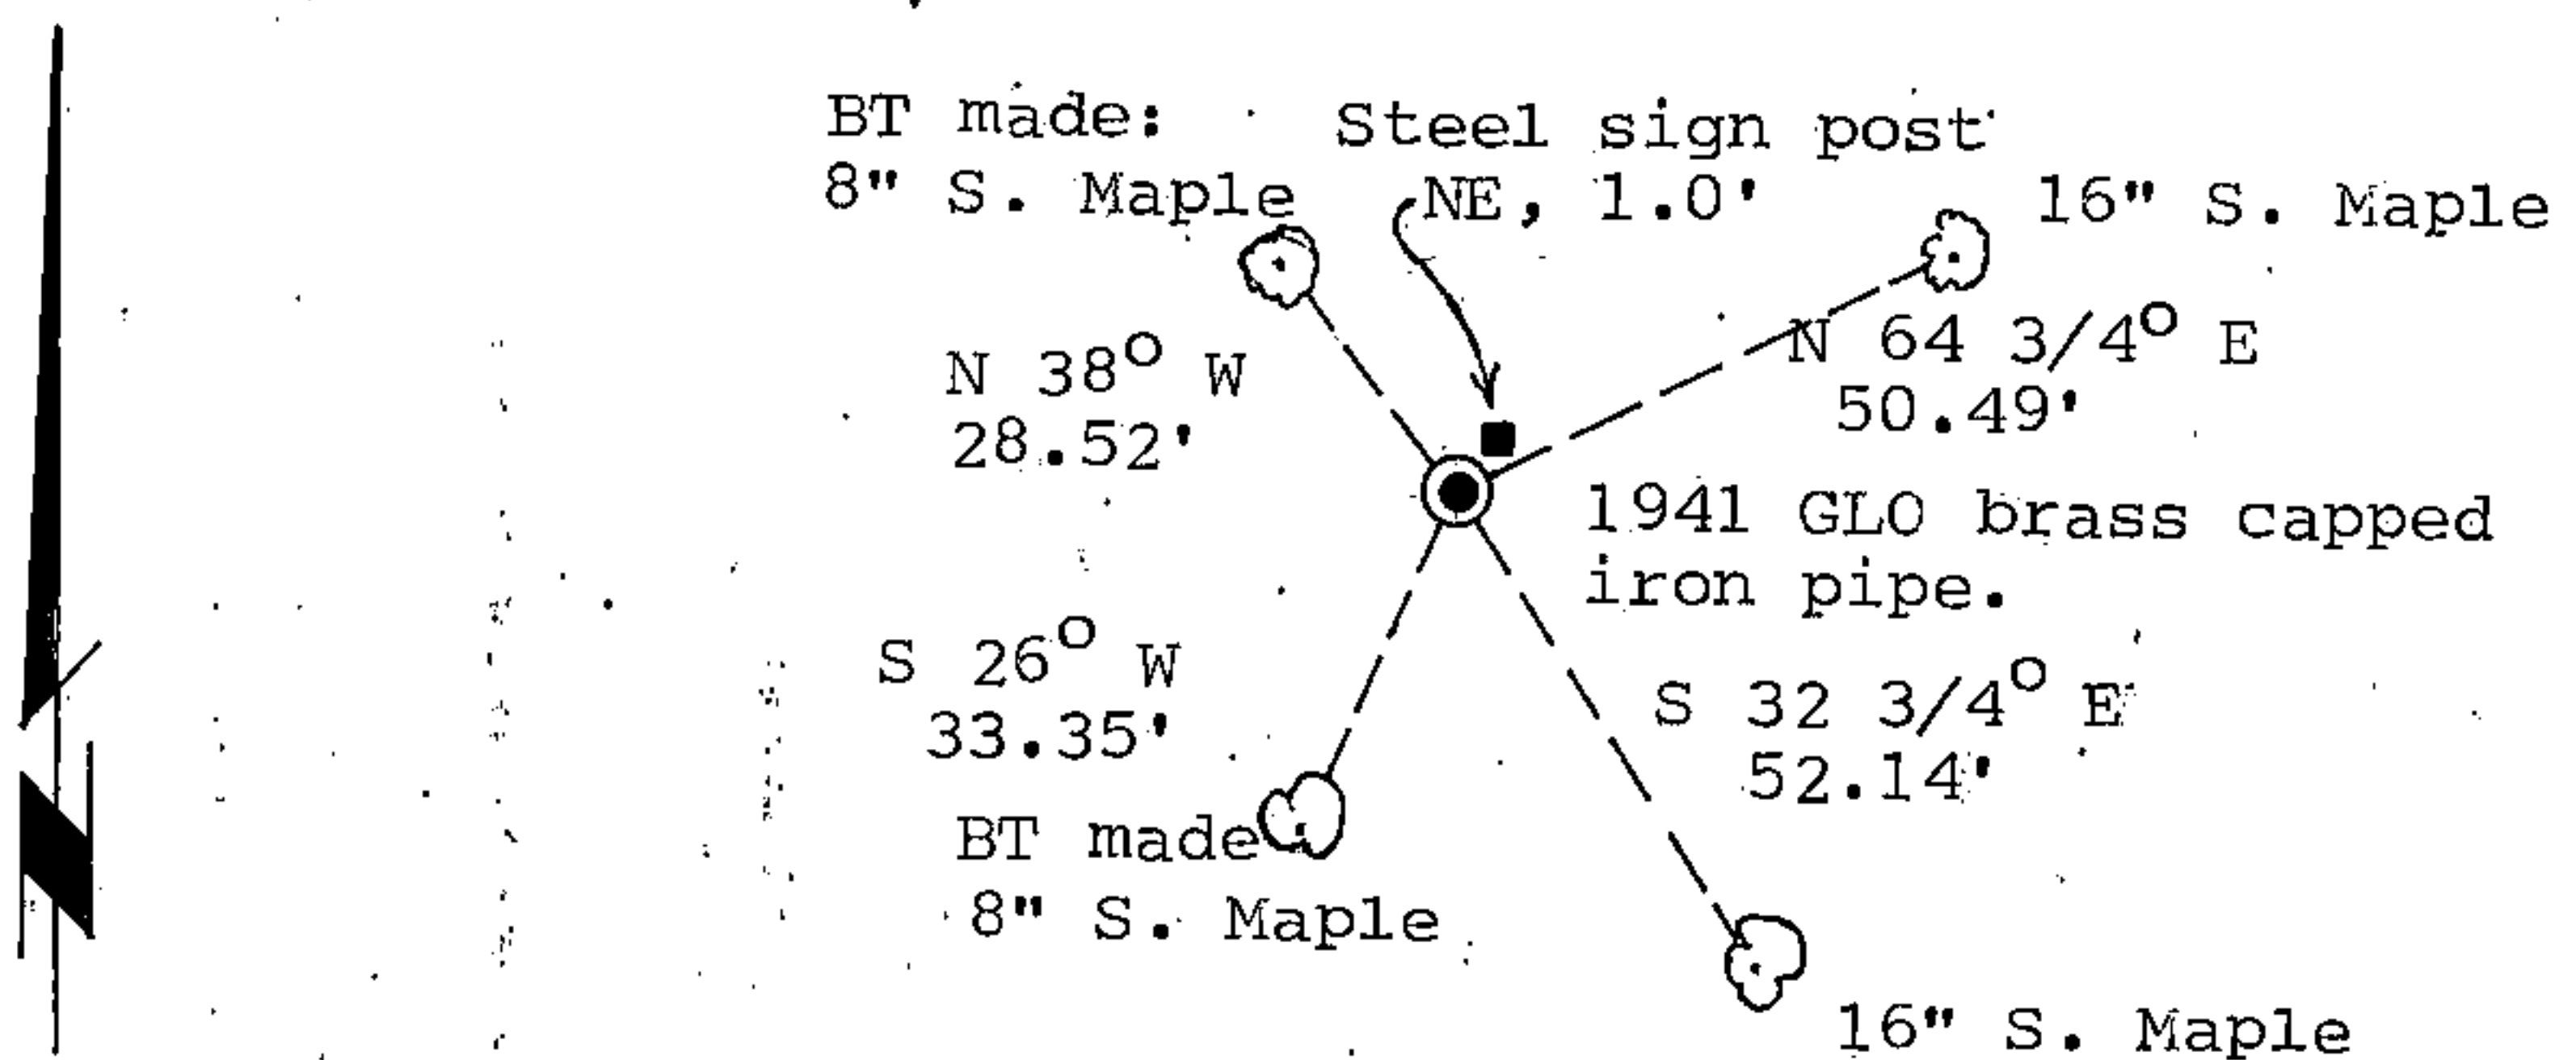 BT made:
8" S. Maple
Steel sign post
NE, 1.0'
16" S. Maple
N 64 3/4° E
50.49'
N 38° W
28.52'
1941 GLO brass capped
iron pipe.
S 26° W
33.35'
S 32 3/4° E
52.14'
BT made
8" S. Maple
16" S. Maple
N